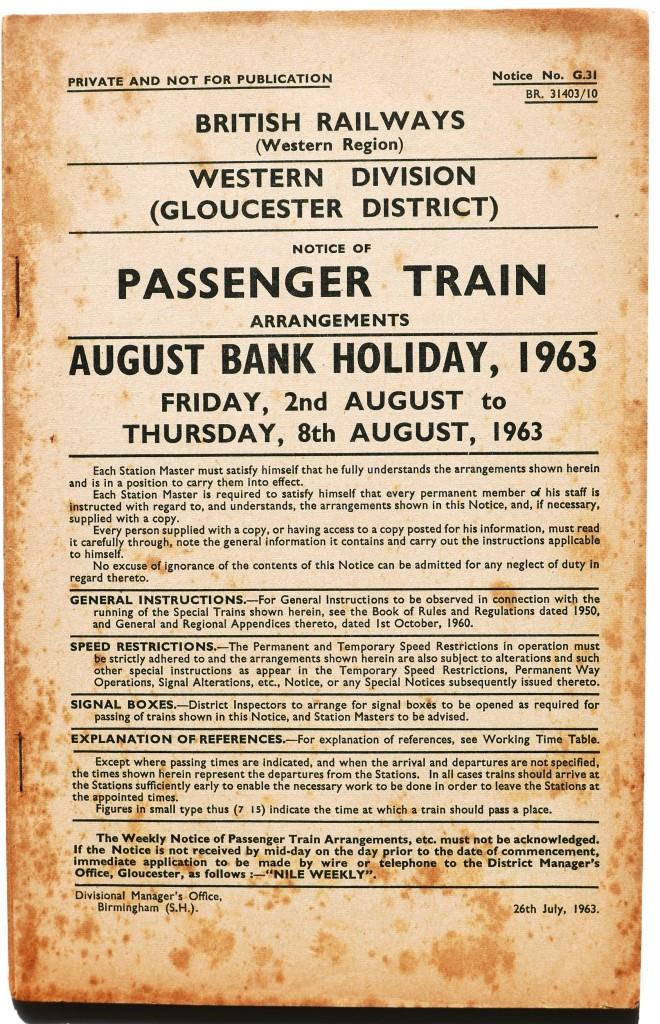 PRIVATE AND NOT FOR PUBLICATION
Notice No. G.31
BR. 31403/10
BRITISH RAILWAYS
(Western Region)
WESTERN DIVISION
(GLOUCESTER DISTRICT)
NOTICE OF
PASSENGER TRAIN
ARRANGEMENTS
AUGUST BANK HOLIDAY, 1963
FRIDAY, 2nd AUGUST to
THURSDAY, 8th AUGUST, 1963
Each Station Master must satisfy himself that he fully understands the arrangements shown herein
and is in a position to carry them into effect.
Each Station Master is required to satisfy himself that every permanent member of his staff is
instructed with regard to, and understands, the arrangements shown in this Notice, and, if necessary,
supplied with a copy.
Every person supplied with a copy, or having access to a copy posted for his information, must read
it carefully through, note the general information it contains and carry out the instructions applicable
to himself.
No excuse of ignorance of the contents of this Notice can be admitted for any neglect of duty in
regard thereto.
GENERAL INSTRUCTIONS.—For General Instructions to be observed in connection with the
running of the Special Trains shown herein, see the Book of Rules and Regulations dated 1950,
and General and Regional Appendices thereto, dated 1st October, 1960.
SPEED RESTRICTIONS.—The Permanent and Temporary Speed Restrictions in operation must
be strictly adhered to and the arrangements shown herein are also subject to alterations and such
other special instructions as appear in the Temporary Speed Restrictions, Permanent Way
Operations, Signal Alterations, etc., Notice, or any Special Notices subsequently issued thereto.
SIGNAL BOXES.—District Inspectors to arrange for signal boxes to be opened as required for
passing of trains shown in this Notice, and Station Masters to be advised.
EXPLANATION OF REFERENCES.—For explanation of references, see Working Time Table.
Except where passing times are indicated, and when the arrival and departures are not specified,
the times shown herein represent the departures from the Stations. In all cases trains should arrive at
the Stations sufficiently early to enable the necessary work to be done in order to leave the Stations at
the appointed times.
Figures in small type thus (7 15) indicate the time at which a train should pass a place.
The Weekly Notice of Passenger Train Arrangements, etc. must not be acknowledged.
If the Notice is not received by mid-day on the day prior to the date of commencement,
immediate application to be made by wire or telephone to the District Manager's
Office, Gloucester, as follows :—"NILE WEEKLY".
Divisional Manager's Office,
Birmingham (S.H.).
26th July, 1963.